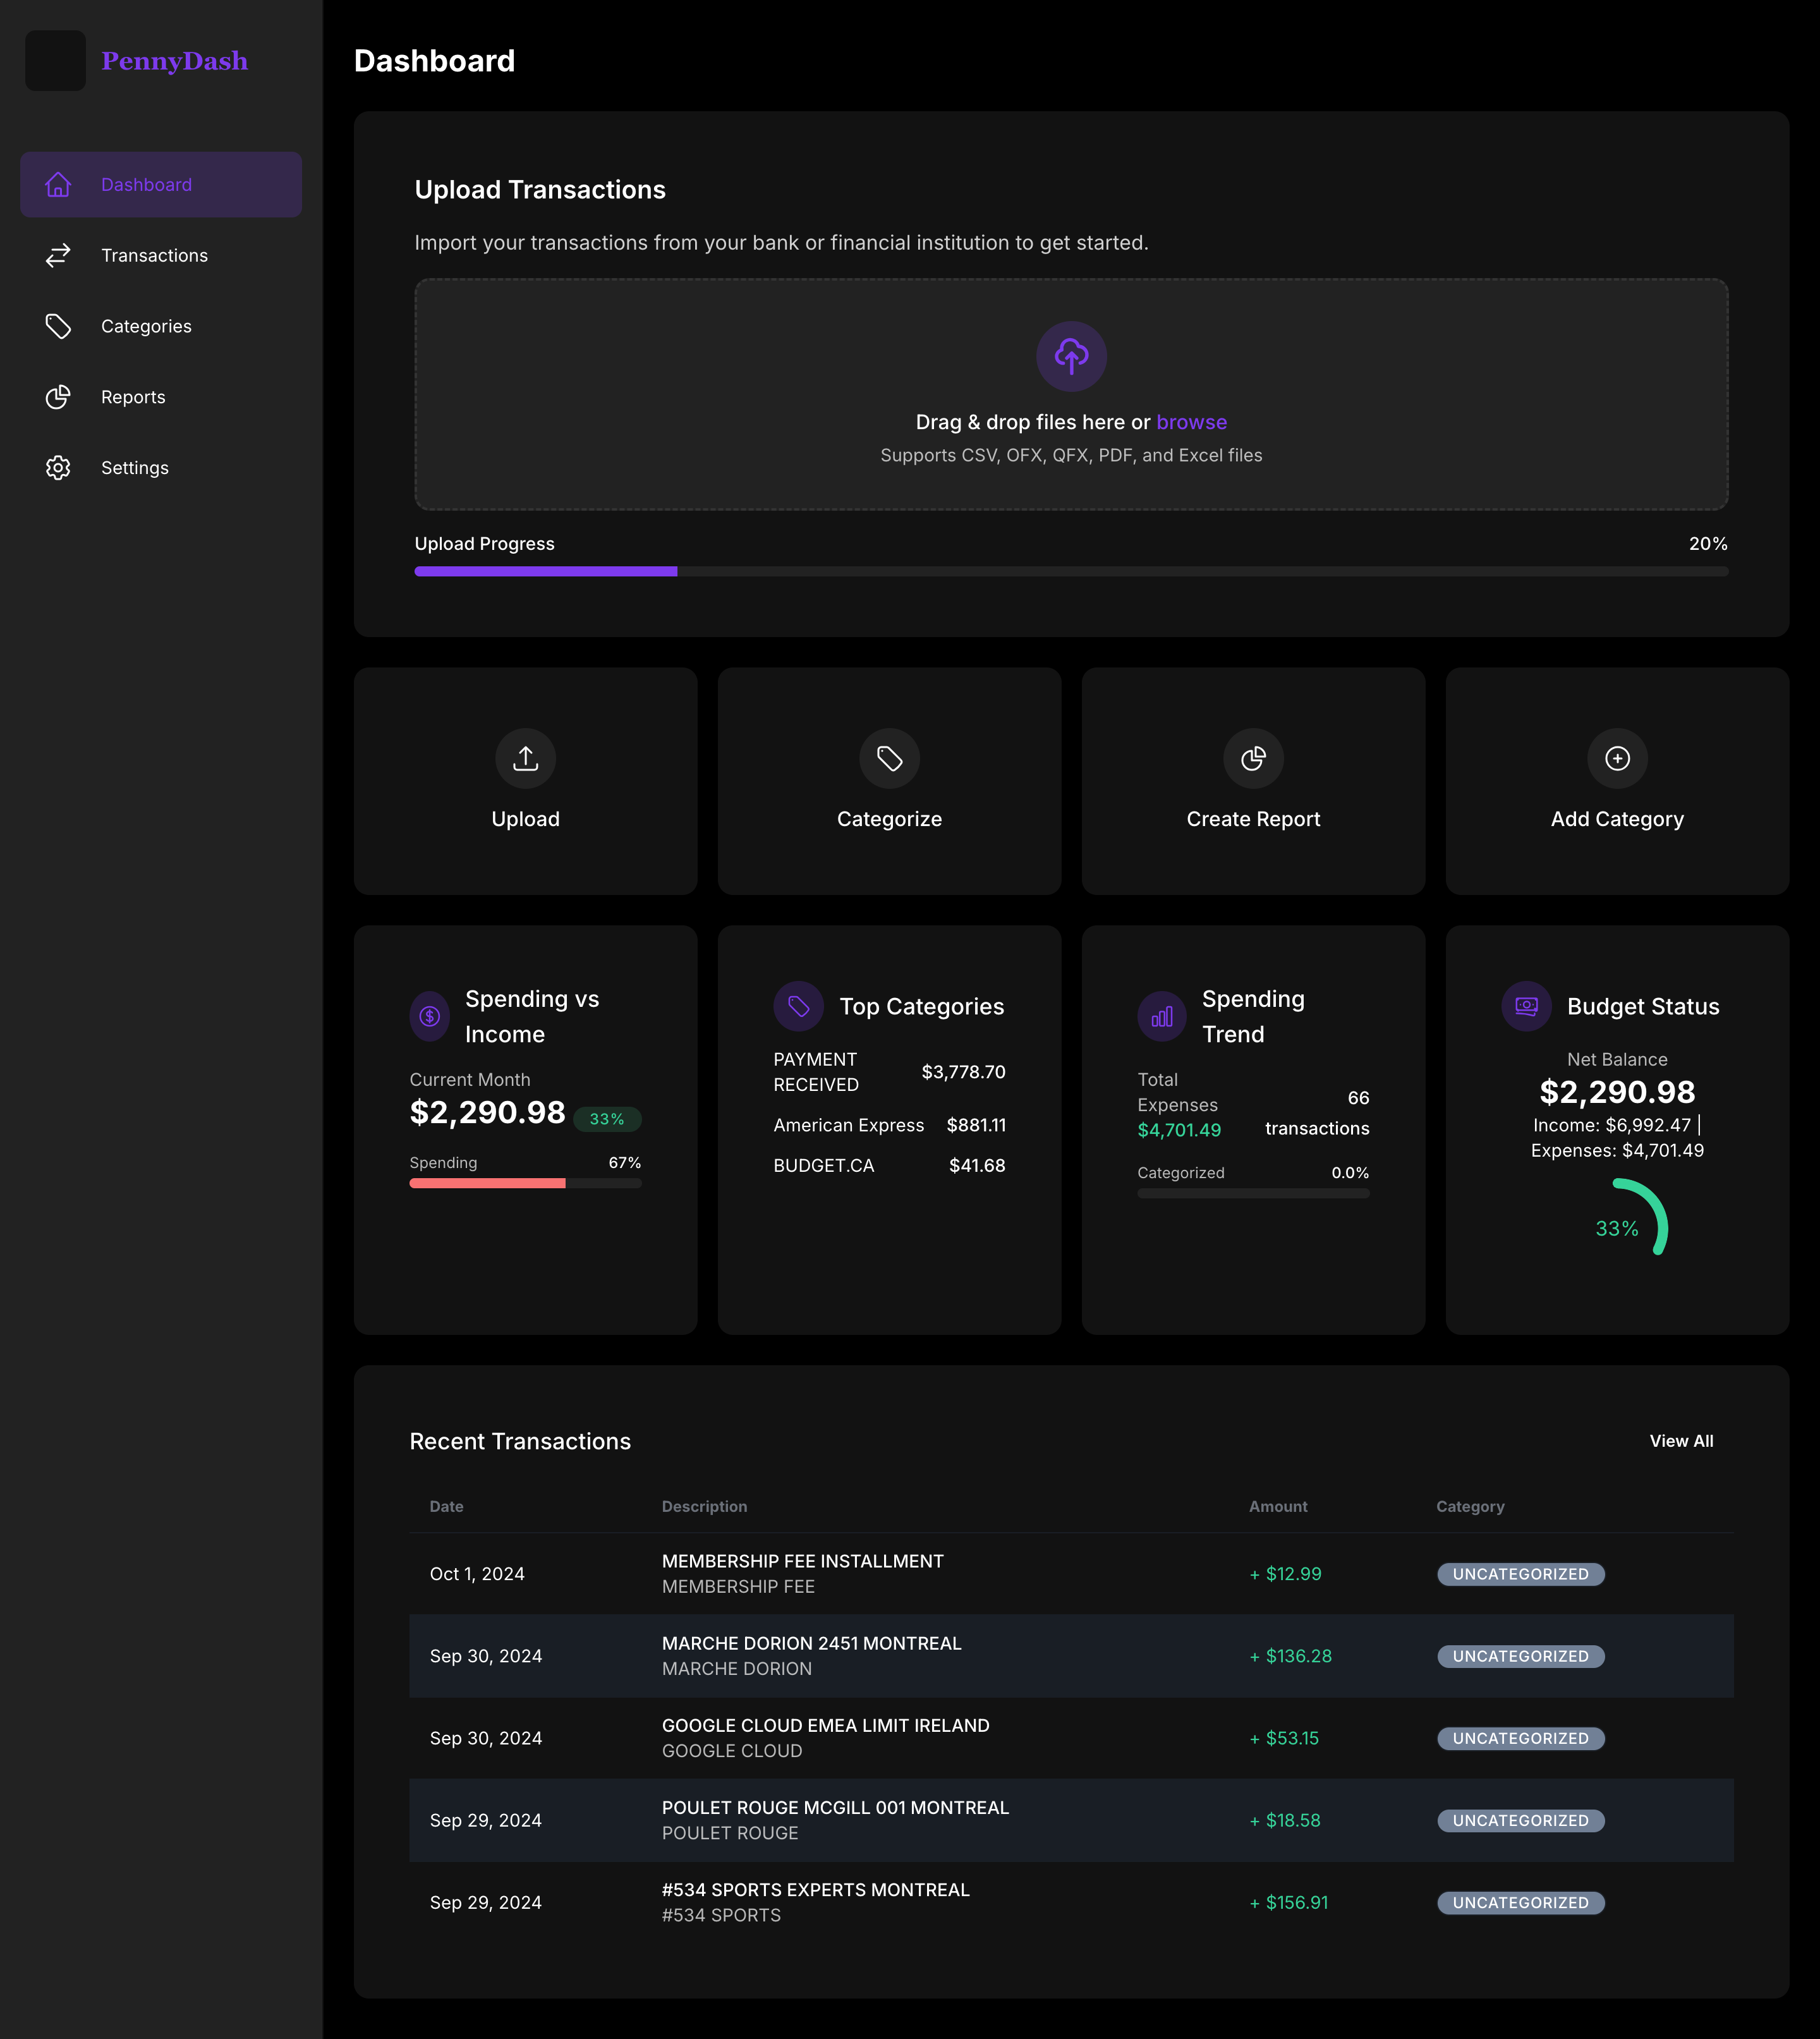 PennyDash
Dashboard
Transactions
Categories
Reports
Settings
Dashboard
Upload Transactions
Import your transactions from your bank or financial institution to get started.
Drag & drop files here or browse
Supports CSV, OFX, QFX, PDF, and Excel files
Upload Progress 20%
Upload
Categorize
Create Report
Add Category
Spending vs
Income
Current Month
$2,290.98 33%
Spending 67%
Top Categories
PAYMENT
RECEIVED
$3,778.70
American Express $881.11
BUDGET.CA $41.68
Spending
Trend
Total
Expenses
$4,701.49
66
transactions
Categorized 0.0%
Budget Status
Net Balance
$2,290.98
Income: $6,992.47 |
Expenses: $4,701.49
33%
Recent Transactions View All
Date Description Amount Category
Oct 1, 2024 MEMBERSHIP FEE INSTALLMENT + $12.99 UNCATEGORIZED
MEMBERSHIP FEE
Sep 30, 2024 MARCHE DORION 2451 MONTREAL + $136.28 UNCATEGORIZED
MARCHE DORION
Sep 30, 2024 GOOGLE CLOUD EMEA LIMIT IRELAND + $53.15 UNCATEGORIZED
GOOGLE CLOUD
Sep 29, 2024 POULET ROUGE MCGILL 001 MONTREAL + $18.58 UNCATEGORIZED
POULET ROUGE
Sep 29, 2024 #534 SPORTS EXPERTS MONTREAL + $156.91 UNCATEGORIZED
#534 SPORTS